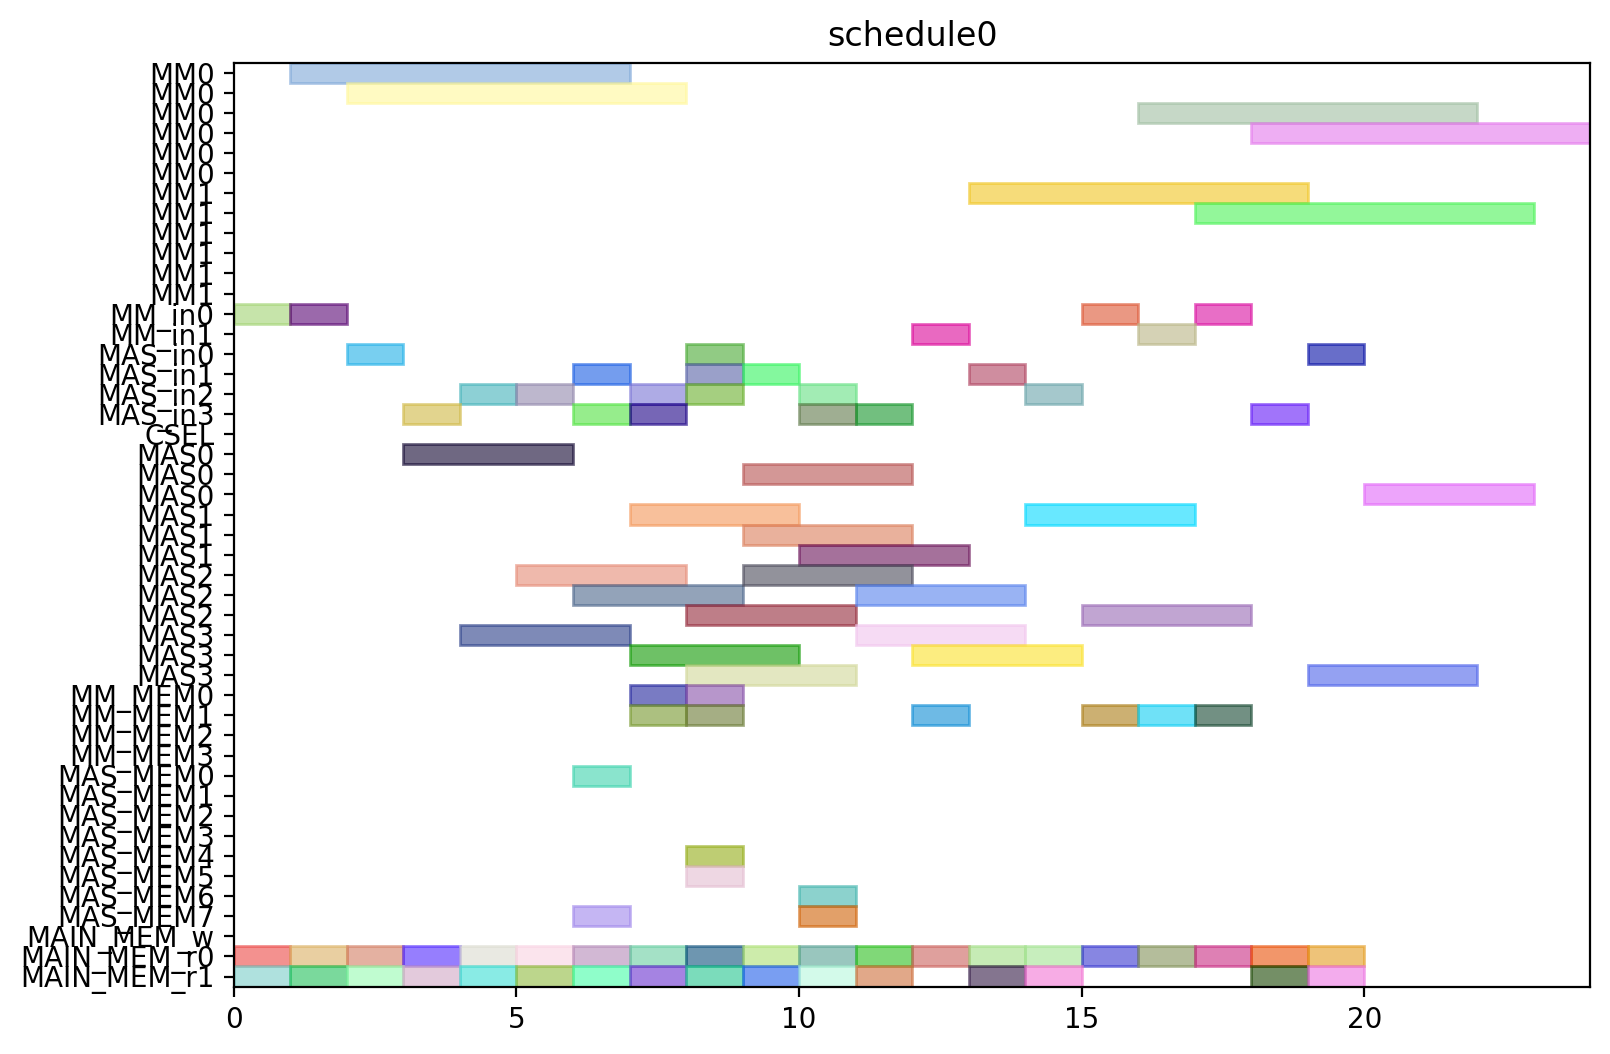 schedule0
MM0
MM0
MM0
MM0
MM0
MM0
MM1
MM1
MM1
MM1
MM1
MM1
MM_in0
MM_in1
MAS_in0
MAS_in1
MAS_in2
MAS_in3
CSEL
MAS0
MAS0
MAS0
MAS1
MAS1
MAS1
MAS2
MAS2
MAS2
MAS3
MAS3
MAS3
MM_MEM0
MM_MEM1
MM_MEM2
MM_MEM3
MAS_MEM0
MAS_MEM1
MAS_MEM2
MAS_MEM3
MAS_MEM4
MAS_MEM5
MAS_MEM6
MAS_MEM7
MAIN_MEM_w
MAIN_MEM_r0
MAIN_MEM_r1
0 5 10 15 20